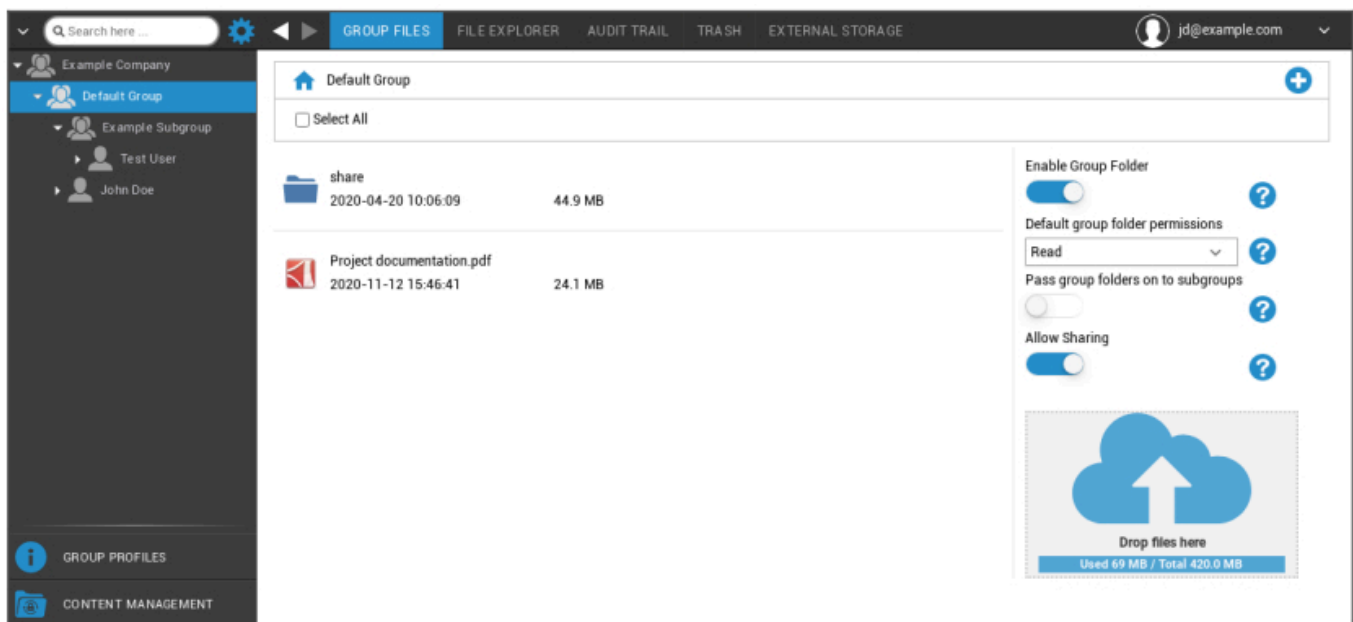 Search here ...
GROUP FILES FILE EXPLORER AUDIT TRAIL TRASH EXTERNAL STORAGE jd@example.com
Example Company
Default Group
Example Subgroup
Test User
John Doe
GROUP PROFILES
CONTENT MANAGEMENT
Default Group
Select All
share
2020-04-20 10:06:09 44.9 MB
Project documentation.pdf
2020-11-12 15:46:41 24.1 MB
Enable Group Folder
?
Default group folder permissions
Read ?
Pass group folders on to subgroups
?
Allow Sharing
?
Drop files here
Used 69 MB / Total 420.0 MB